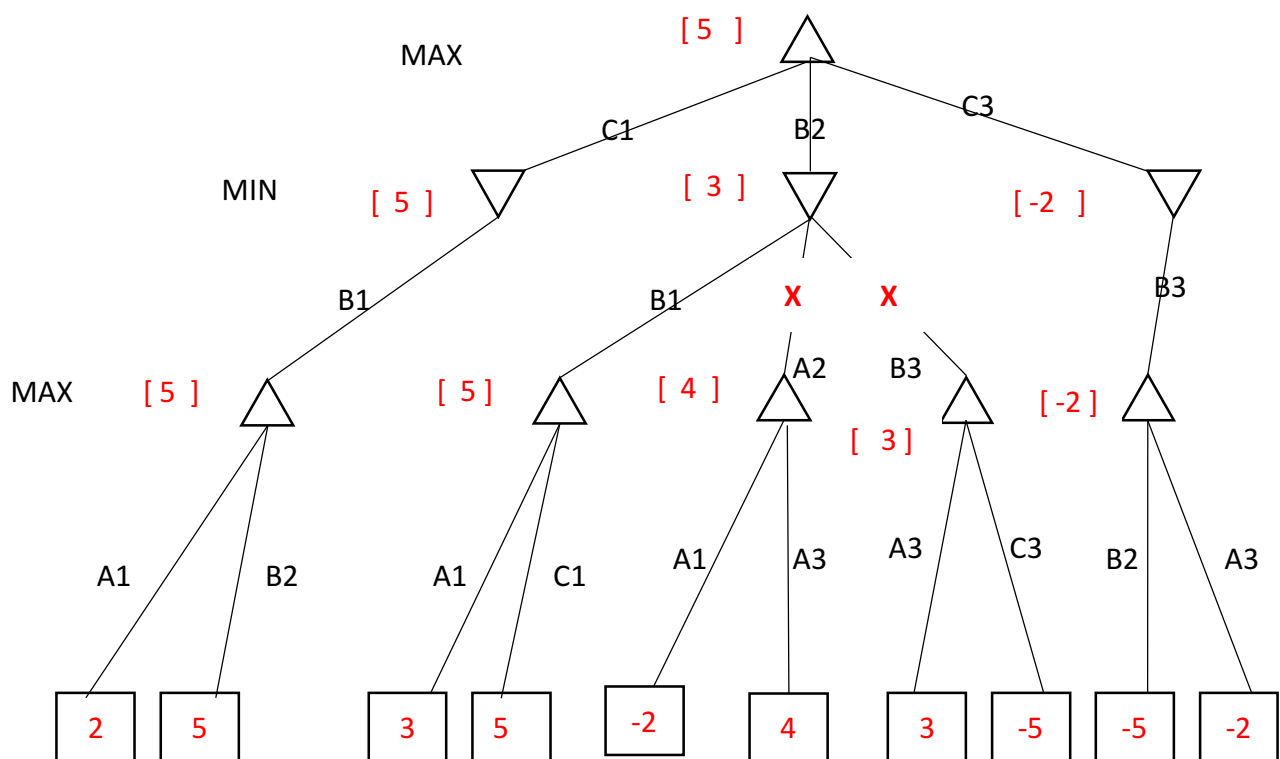 [ 5 ]
MAX
C1 B2 C3
MIN [ 5 ] [ 3 ] [ -2 ]
B1 B1 X X B3
A2 B3
MAX [ 5 ] [ 5 ] [ 4 ] [ -2 ]
[ 3 ]
A1 B2 A1 C1 A1 A3 A3 C3 B2 A3
2 5 3 5 -2 4 3 -5 -5 -2